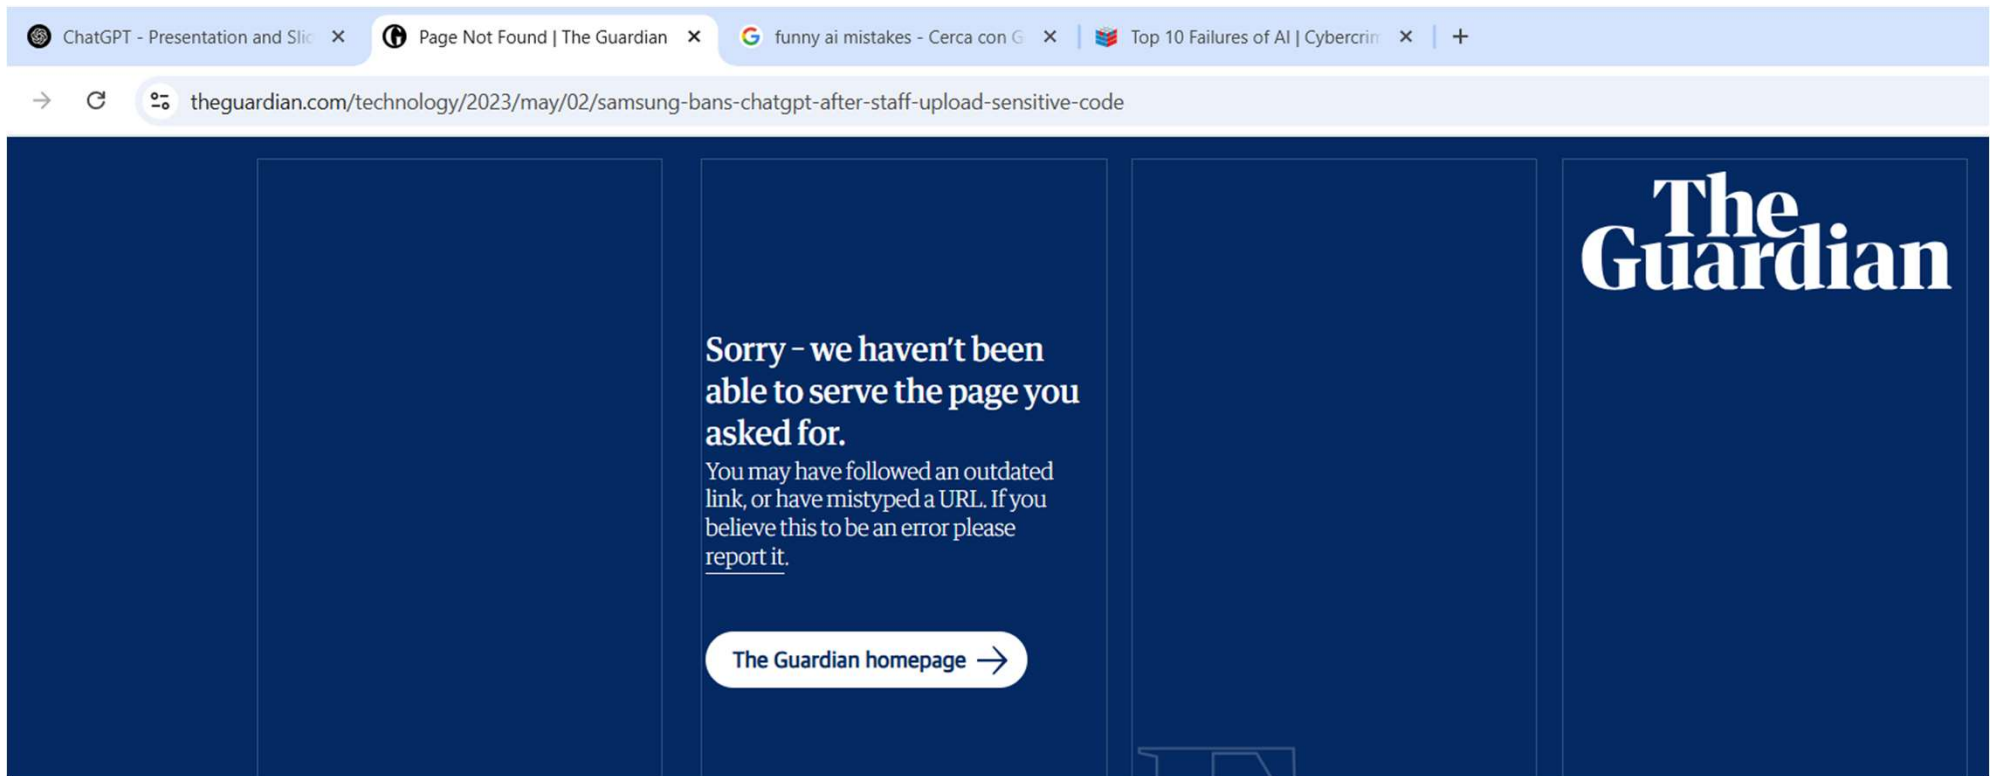 ChatGPT - Presentation and Slic
Page Not Found | The Guardian
funny ai mistakes - Cerca con G
Top 10 Failures of AI | Cybercrim
theguardian.com/technology/2023/may/02/samsung-bans-chatgpt-after-staff-upload-sensitive-code
The
Guardian
Sorry – we haven't been
able to serve the page you
asked for.
You may have followed an outdated
link, or have mistyped a URL. If you
believe this to be an error please
report it.
The Guardian homepage